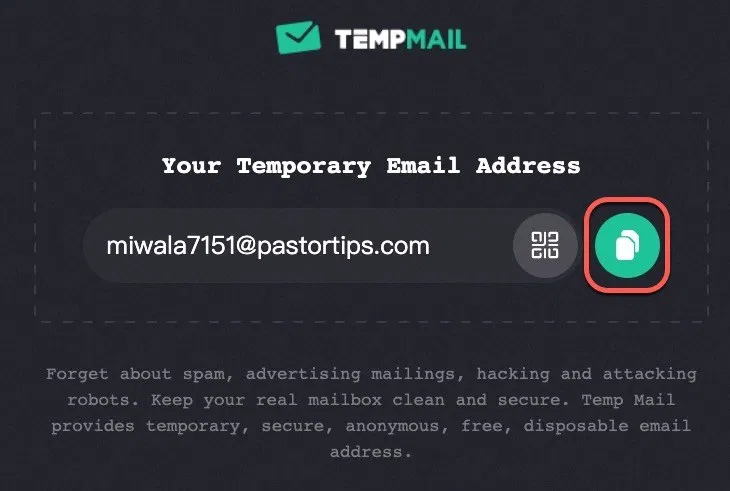 TEMPMAIL
Your Temporary Email Address
miwala7151@pastortips.com
Forget about spam, advertising mailings, hacking and attacking
robots. Keep your real mailbox clean and secure. Temp Mail
provides temporary, secure, anonymous, free, disposable email
address.